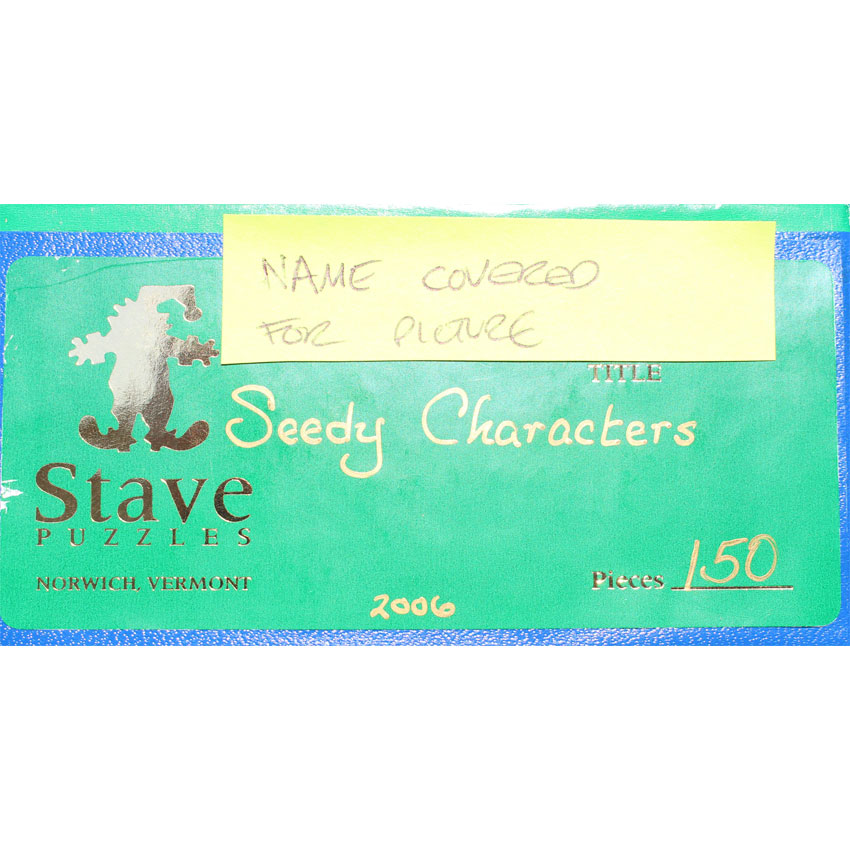 NAME COVERED
FOR PICTURE
TITLE
Seedy Characters
Stave
PUZZLES
NORWICH, VERMONT
Pieces 150
2006